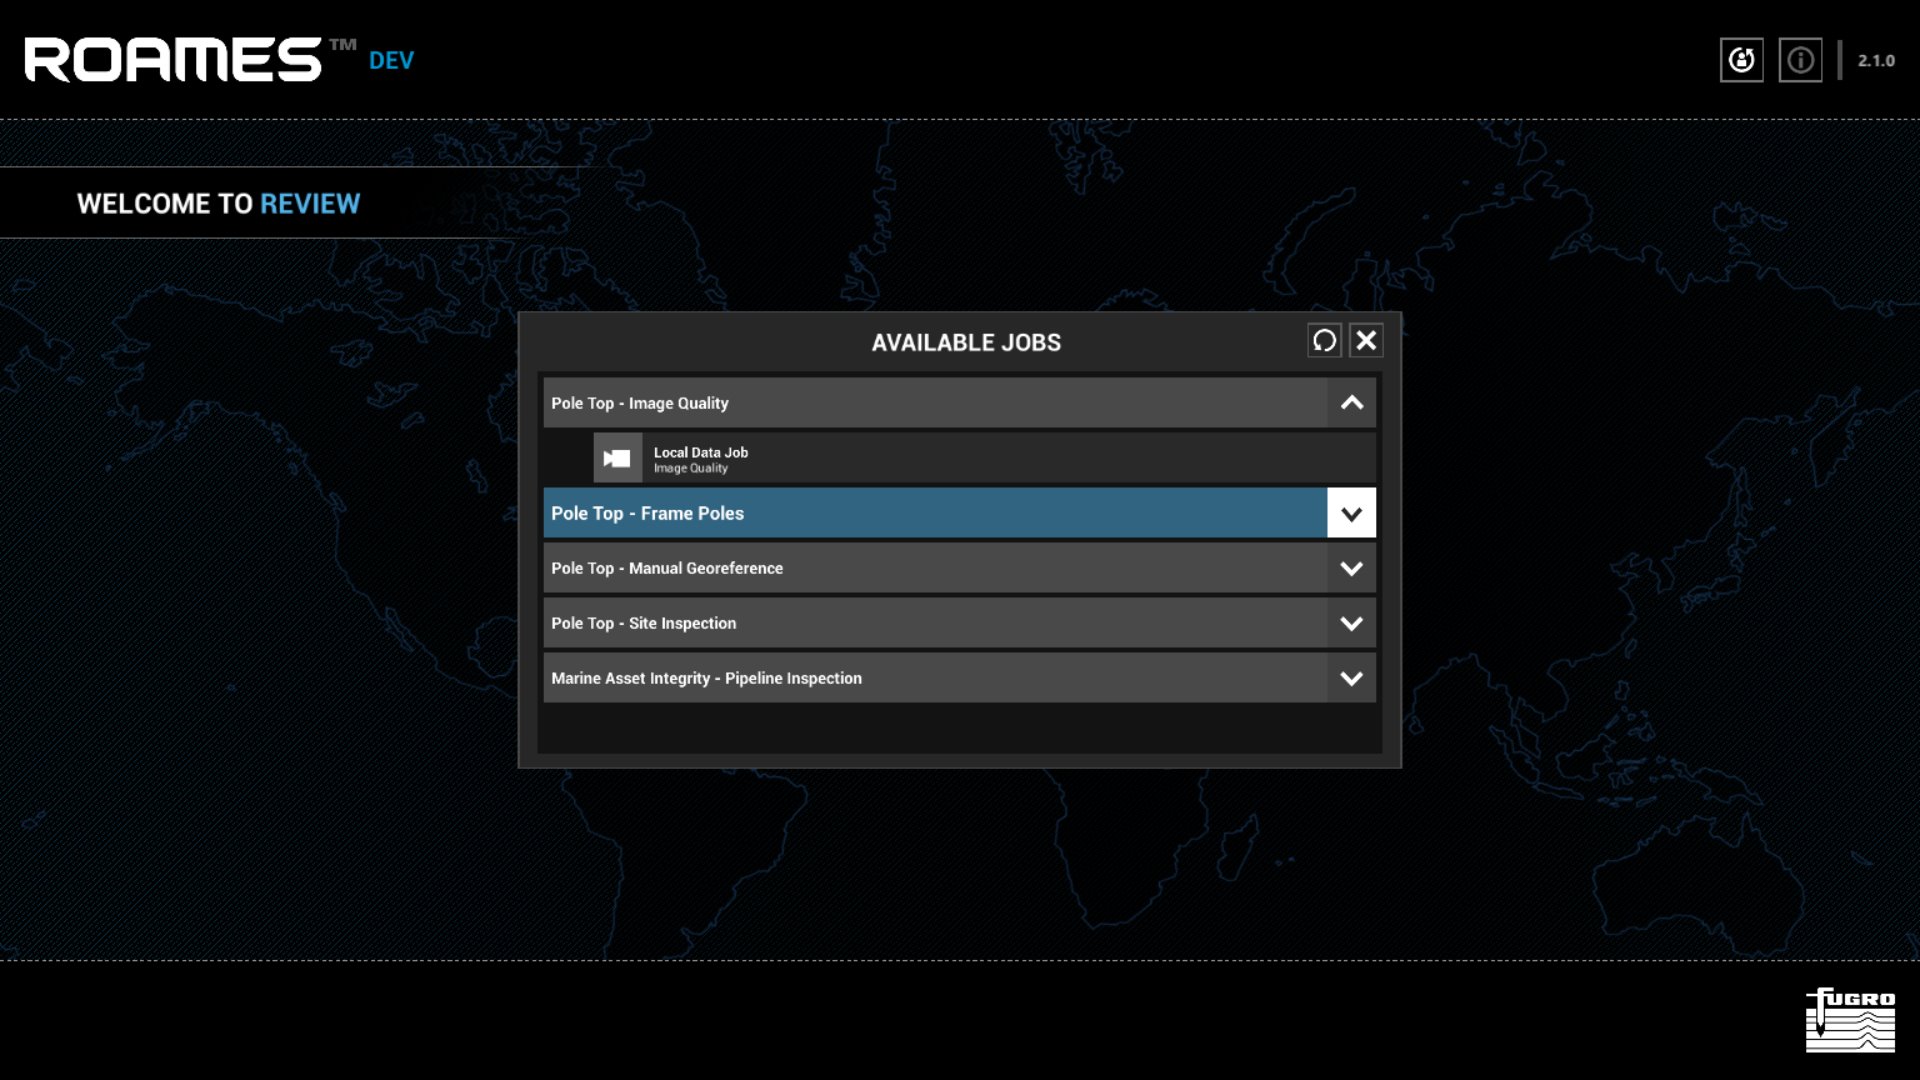 ROAMES™ DEV
2.1.0
WELCOME TO REVIEW
AVAILABLE JOBS
Pole Top - Image Quality
Local Data Job
Image Quality
Pole Top - Frame Poles
Pole Top - Manual Georeference
Pole Top - Site Inspection
Marine Asset Integrity - Pipeline Inspection
FUGRO